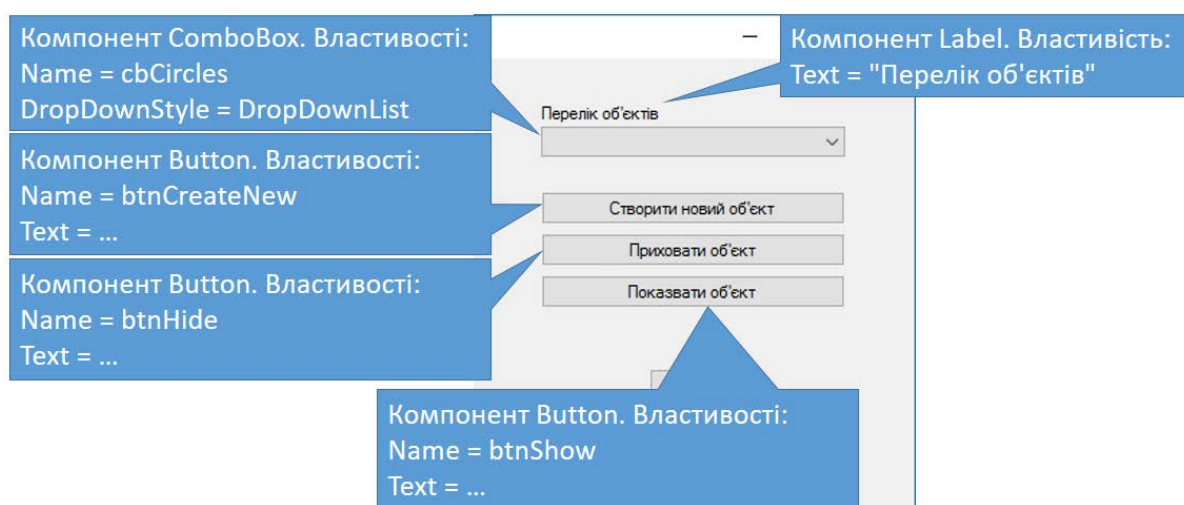 Компонент ComboBox. Властивості:
Name = cbCircles
DropDownStyle = DropDownList
Компонент Label. Властивість:
Text = "Перелік об'єктів"
Перелік об'єктів
Компонент Button. Властивості:
Name = btnCreateNew
Text = ...
Створити новий об'єкт
Приховати об'єкт
Компонент Button. Властивості:
Name = btnHide
Text = ...
Показвати об'єкт
Компонент Button. Властивості:
Name = btnShow
Text = ...